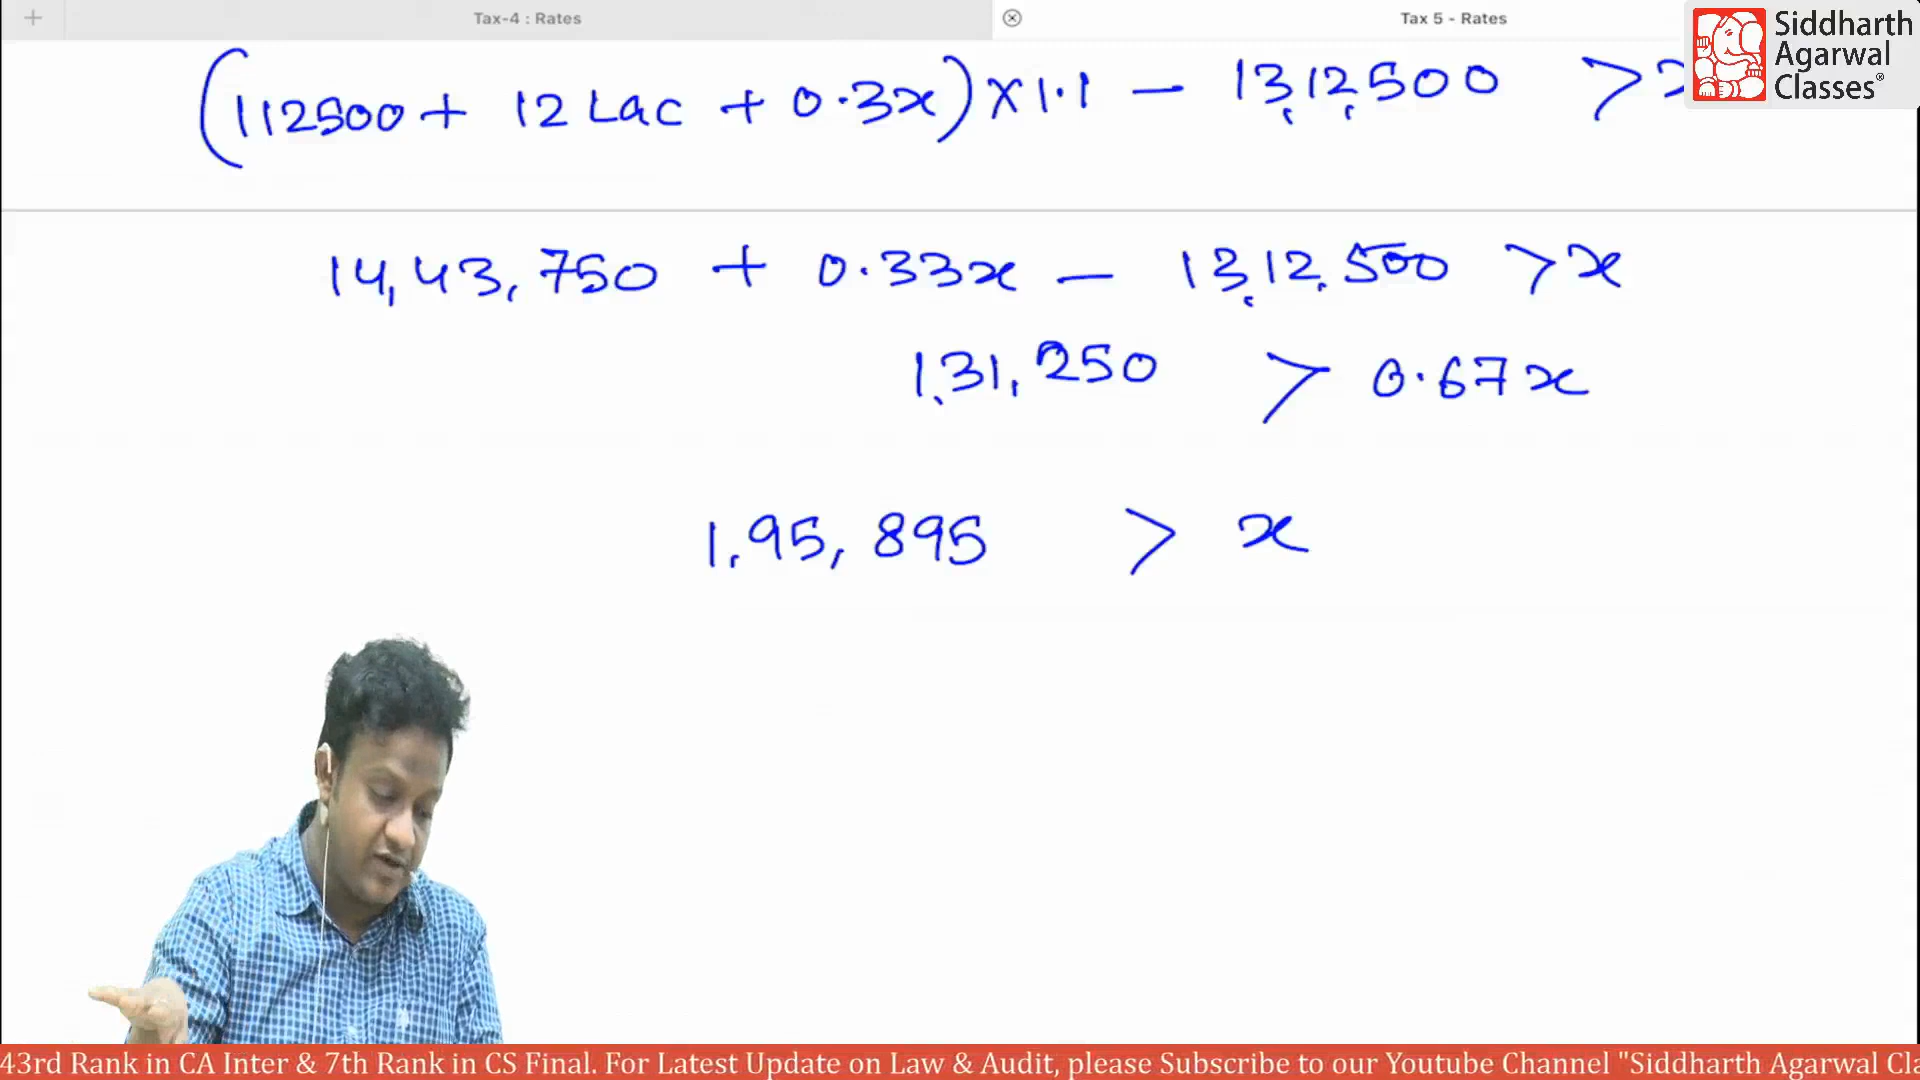 Tax-4 : Rates
Tax 5 - Rates
Siddharth
Agarwal
Classes®
(112500 + 12 Lac + 0.3x) × 1.1 - 13,12,500 > x
14,43,750 + 0.33x - 13,12,500 > x
1,31,250 > 0.67x
1,95,895 > x
43rd Rank in CA Inter & 7th Rank in CS Final. For Latest Update on Law & Audit, please Subscribe to our Youtube Channel "Siddharth Agarwal Cla